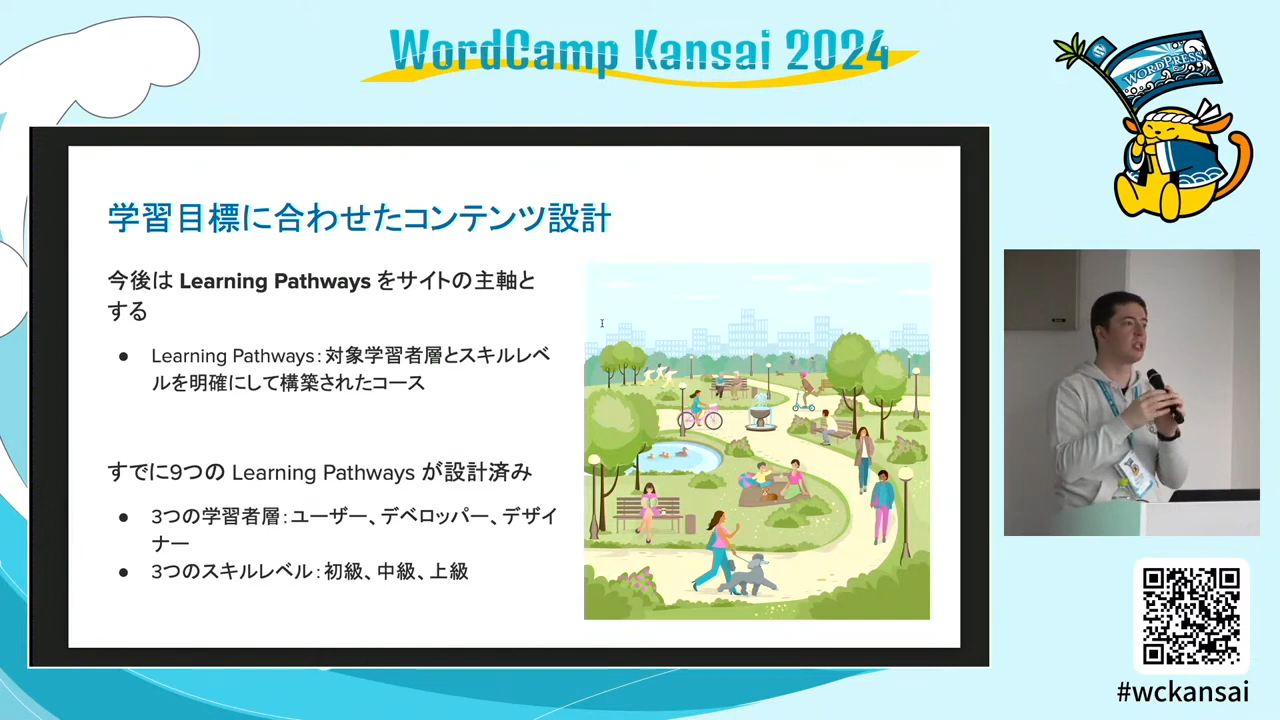 WordCamp Kansai 2024
WORDPRESS
学習目標に合わせたコンテンツ設計
今後は Learning Pathways をサイトの主軸と
する
● Learning Pathways：対象学習者層とスキルレベ
ルを明確にして構築されたコース
すでに9つの Learning Pathways が設計済み
● 3つの学習者層：ユーザー、デベロッパー、デザイ
ナー
● 3つのスキルレベル：初級、中級、上級
#wckansai